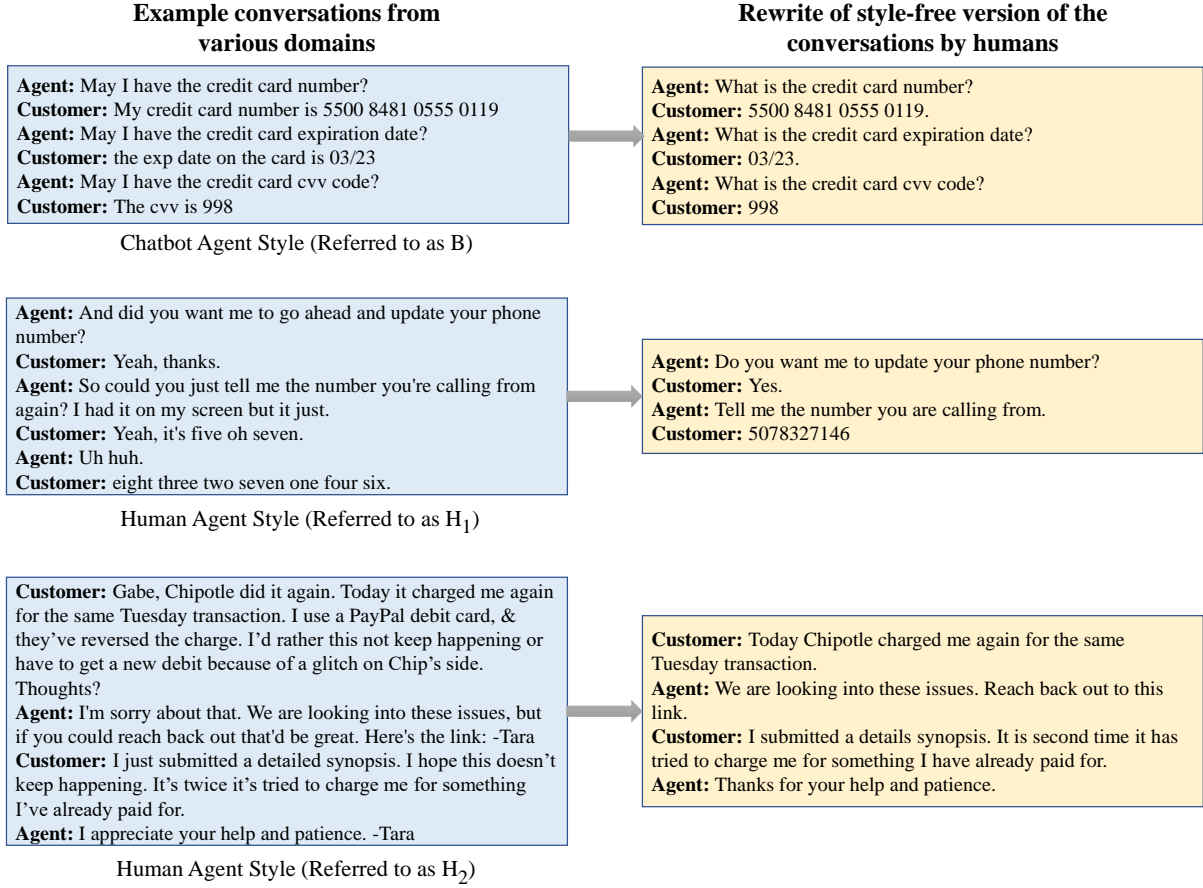 Example conversations from
various domains
Rewrite of style-free version of the
conversations by humans
Agent: May I have the credit card number?
Customer: My credit card number is 5500 8481 0555 0119
Agent: May I have the credit card expiration date?
Customer: the exp date on the card is 03/23
Agent: May I have the credit card cvv code?
Customer: The cvv is 998
Agent: What is the credit card number?
Customer: 5500 8481 0555 0119.
Agent: What is the credit card expiration date?
Customer: 03/23.
Agent: What is the credit card cvv code?
Customer: 998
Chatbot Agent Style (Referred to as B)
Agent: And did you want me to go ahead and update your phone
number?
Customer: Yeah, thanks.
Agent: So could you just tell me the number you're calling from
again? I had it on my screen but it just.
Customer: Yeah, it's five oh seven.
Agent: Uh huh.
Customer: eight three two seven one four six.
Agent: Do you want me to update your phone number?
Customer: Yes.
Agent: Tell me the number you are calling from.
Customer: 5078327146
Human Agent Style (Referred to as H1)
Customer: Gabe, Chipotle did it again. Today it charged me again
for the same Tuesday transaction. I use a PayPal debit card, &
they’ve reversed the charge. I’d rather this not keep happening or
have to get a new debit because of a glitch on Chip’s side.
Thoughts?
Agent: I'm sorry about that. We are looking into these issues, but
if you could reach back out that'd be great. Here's the link: -Tara
Customer: I just submitted a detailed synopsis. I hope this doesn’t
keep happening. It’s twice it’s tried to charge me for something
I’ve already paid for.
Agent: I appreciate your help and patience. -Tara
Customer: Today Chipotle charged me again for the same
Tuesday transaction.
Agent: We are looking into these issues. Reach back out to this
link.
Customer: I submitted a details synopsis. It is second time it has
tried to charge me for something I have already paid for.
Agent: Thanks for your help and patience.
Human Agent Style (Referred to as H2)